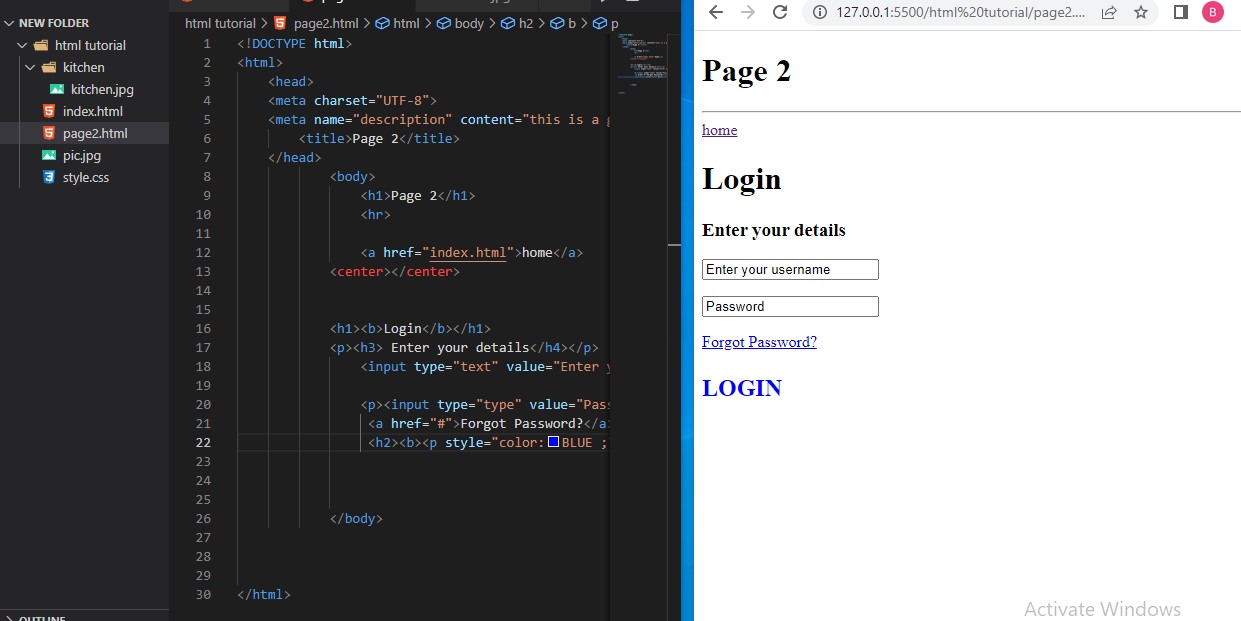 NEW FOLDER
html tutorial
kitchen
kitchen.jpg
index.html
page2.html
pic.jpg
style.css
OUTLINE
html tutorial > page2.html > html > body > h2 > b > p
1 <!DOCTYPE html>
2 <html>
3 <head>
4 <meta charset="UTF-8">
5 <meta name="description" content="this is a
6 <title>Page 2</title>
7 </head>
8 <body>
9 <h1>Page 2</h1>
10 <hr>
11
12 <a href="index.html">home</a>
13 <center></center>
14
15
16 <h1><b>Login</b></h1>
17 <p><h3> Enter your details</h4></p>
18 <input type="text" value="Enter y
19
20 <p><input type="type" value="Pas
21 <a href="#">Forgot Password?</a
22 <h2><b><p style="color:BLUE ;
23
24
25
26 </body>
27
28
29
30 </html>
127.0.0.1:5500/html%20tutorial/page2....
B
Page 2
home
Login
Enter your details
Enter your username
Password
Forgot Password?
LOGIN
Activate Windows